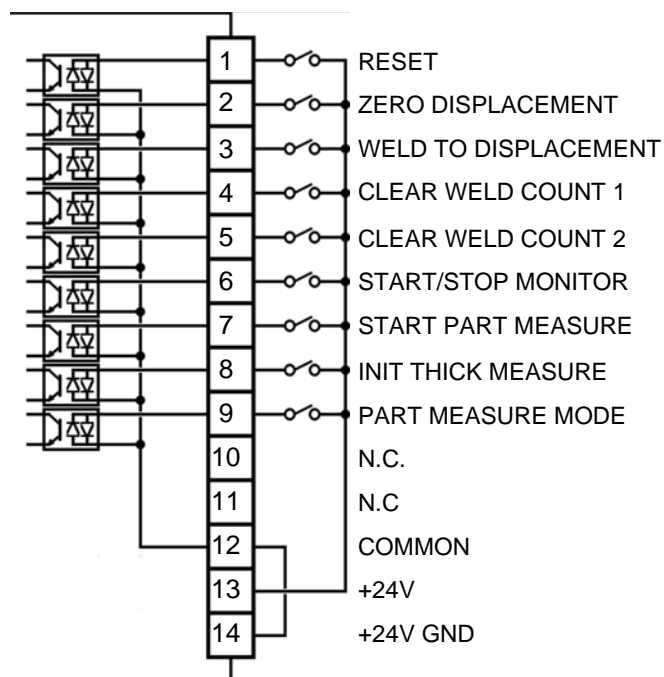 1 RESET
2 ZERO DISPLACEMENT
3 WELD TO DISPLACEMENT
4 CLEAR WELD COUNT 1
5 CLEAR WELD COUNT 2
6 START/STOP MONITOR
7 START PART MEASURE
8 INIT THICK MEASURE
9 PART MEASURE MODE
10 N.C.
11 N.C
12 COMMON
13 +24V
14 +24V GND